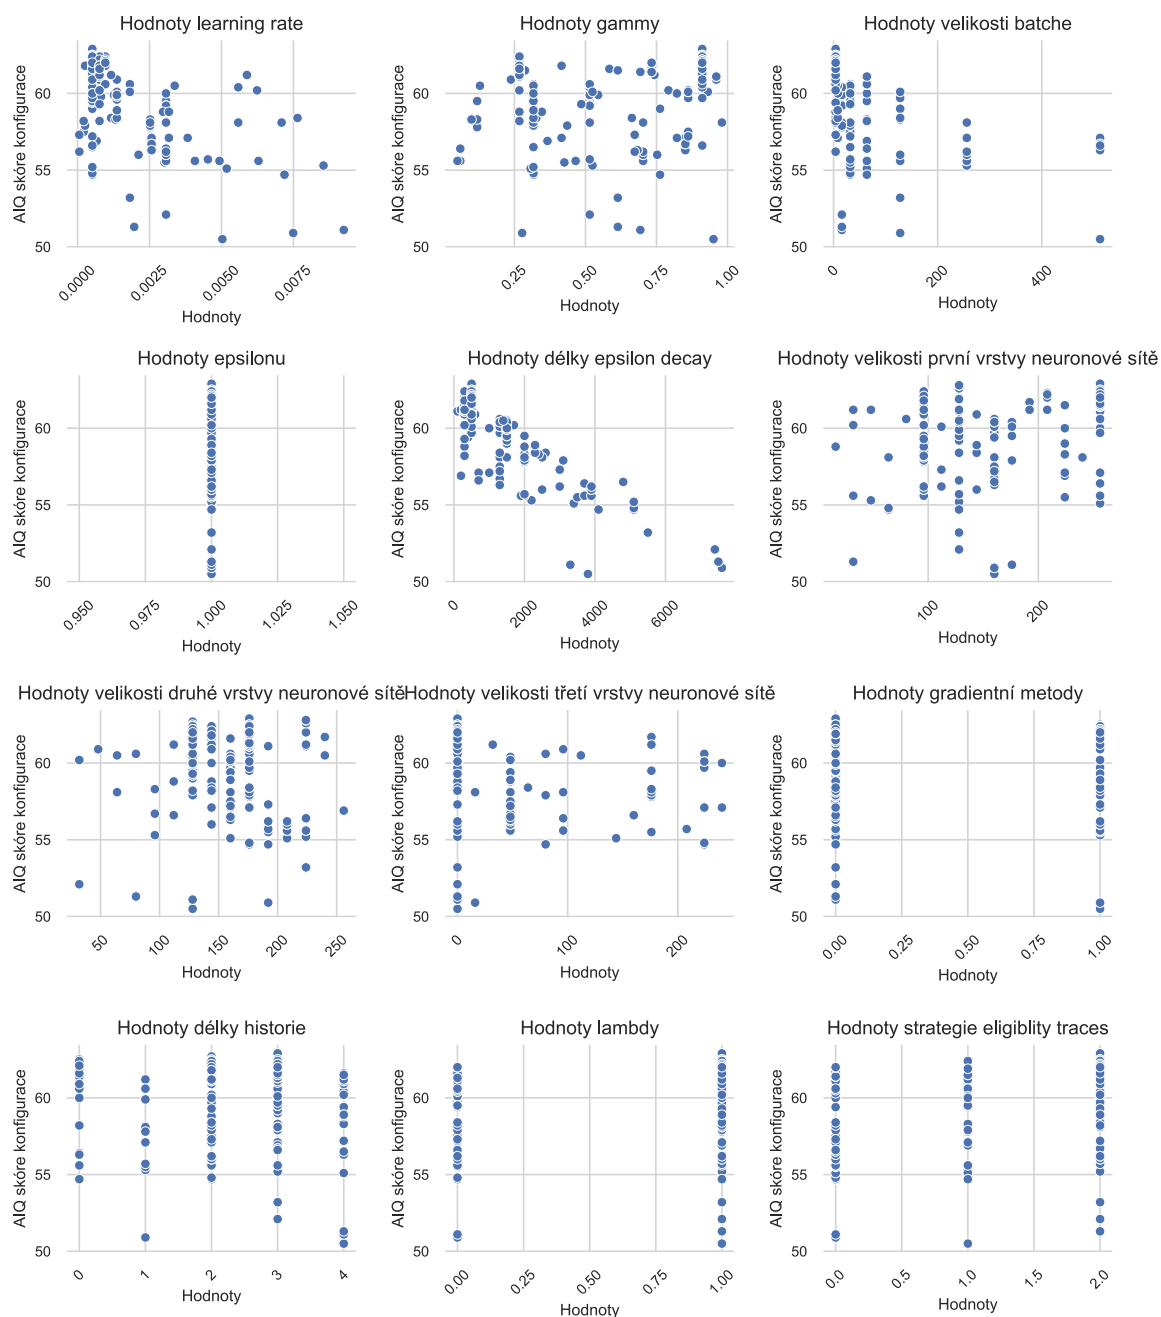 Hodnoty learning rate
AIQ skóre konfigurace
60
55
50
0.0000
0.0025
0.0050
0.0075
Hodnoty
Hodnoty gammy
AIQ skóre konfigurace
60
55
50
0.25
0.50
0.75
1.00
Hodnoty
Hodnoty velikosti batche
AIQ skóre konfigurace
60
55
50
0
200
400
Hodnoty
Hodnoty epsilonu
AIQ skóre konfigurace
60
55
50
0.950
0.975
1.000
1.025
1.050
Hodnoty
Hodnoty délky epsilon decay
AIQ skóre konfigurace
60
55
50
0
2000
4000
6000
Hodnoty
Hodnoty velikosti první vrstvy neuronové sítě
AIQ skóre konfigurace
60
55
50
100
200
Hodnoty
Hodnoty velikosti druhé vrstvy neuronové sítě
AIQ skóre konfigurace
60
55
50
50
100
150
200
250
Hodnoty
Hodnoty velikosti třetí vrstvy neuronové sítě
AIQ skóre konfigurace
60
55
50
0
100
200
Hodnoty
Hodnoty gradientní metody
AIQ skóre konfigurace
60
55
50
0.00
0.25
0.50
0.75
1.00
Hodnoty
Hodnoty délky historie
AIQ skóre konfigurace
60
55
50
0
1
2
3
4
Hodnoty
Hodnoty lambdy
AIQ skóre konfigurace
60
55
50
0.00
0.25
0.50
0.75
1.00
Hodnoty
Hodnoty strategie eligiblity traces
AIQ skóre konfigurace
60
55
50
0.0
0.5
1.0
1.5
2.0
Hodnoty